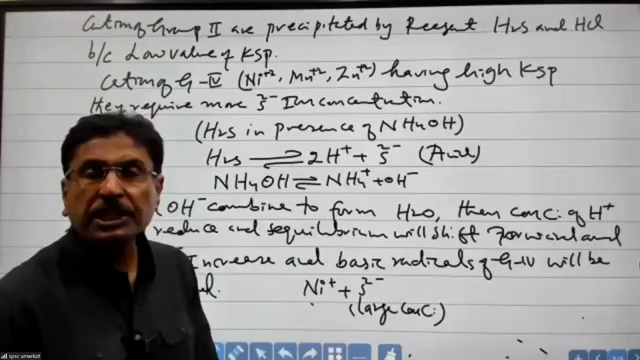 Cation of Group II are precipitated by Reagent H2S and HCl
b/c Low value of KSP.
Cation of G-IV (Ni+2, Mn+2, Zn+2) having high KSP
they require more S2- Ion concentration.
(H2S in presence of NH4OH)
H2S ⇌ 2H+ + S2- (Acid)
NH4OH ⇌ NH4+ + OH-
OH- combine to form H2O, then conc. of H+
reduce and equilibrium will shift forward and
Increase and basic radicals of G-IV will be
Ni+ + S2-
(large conc.)
xpsc umerkot